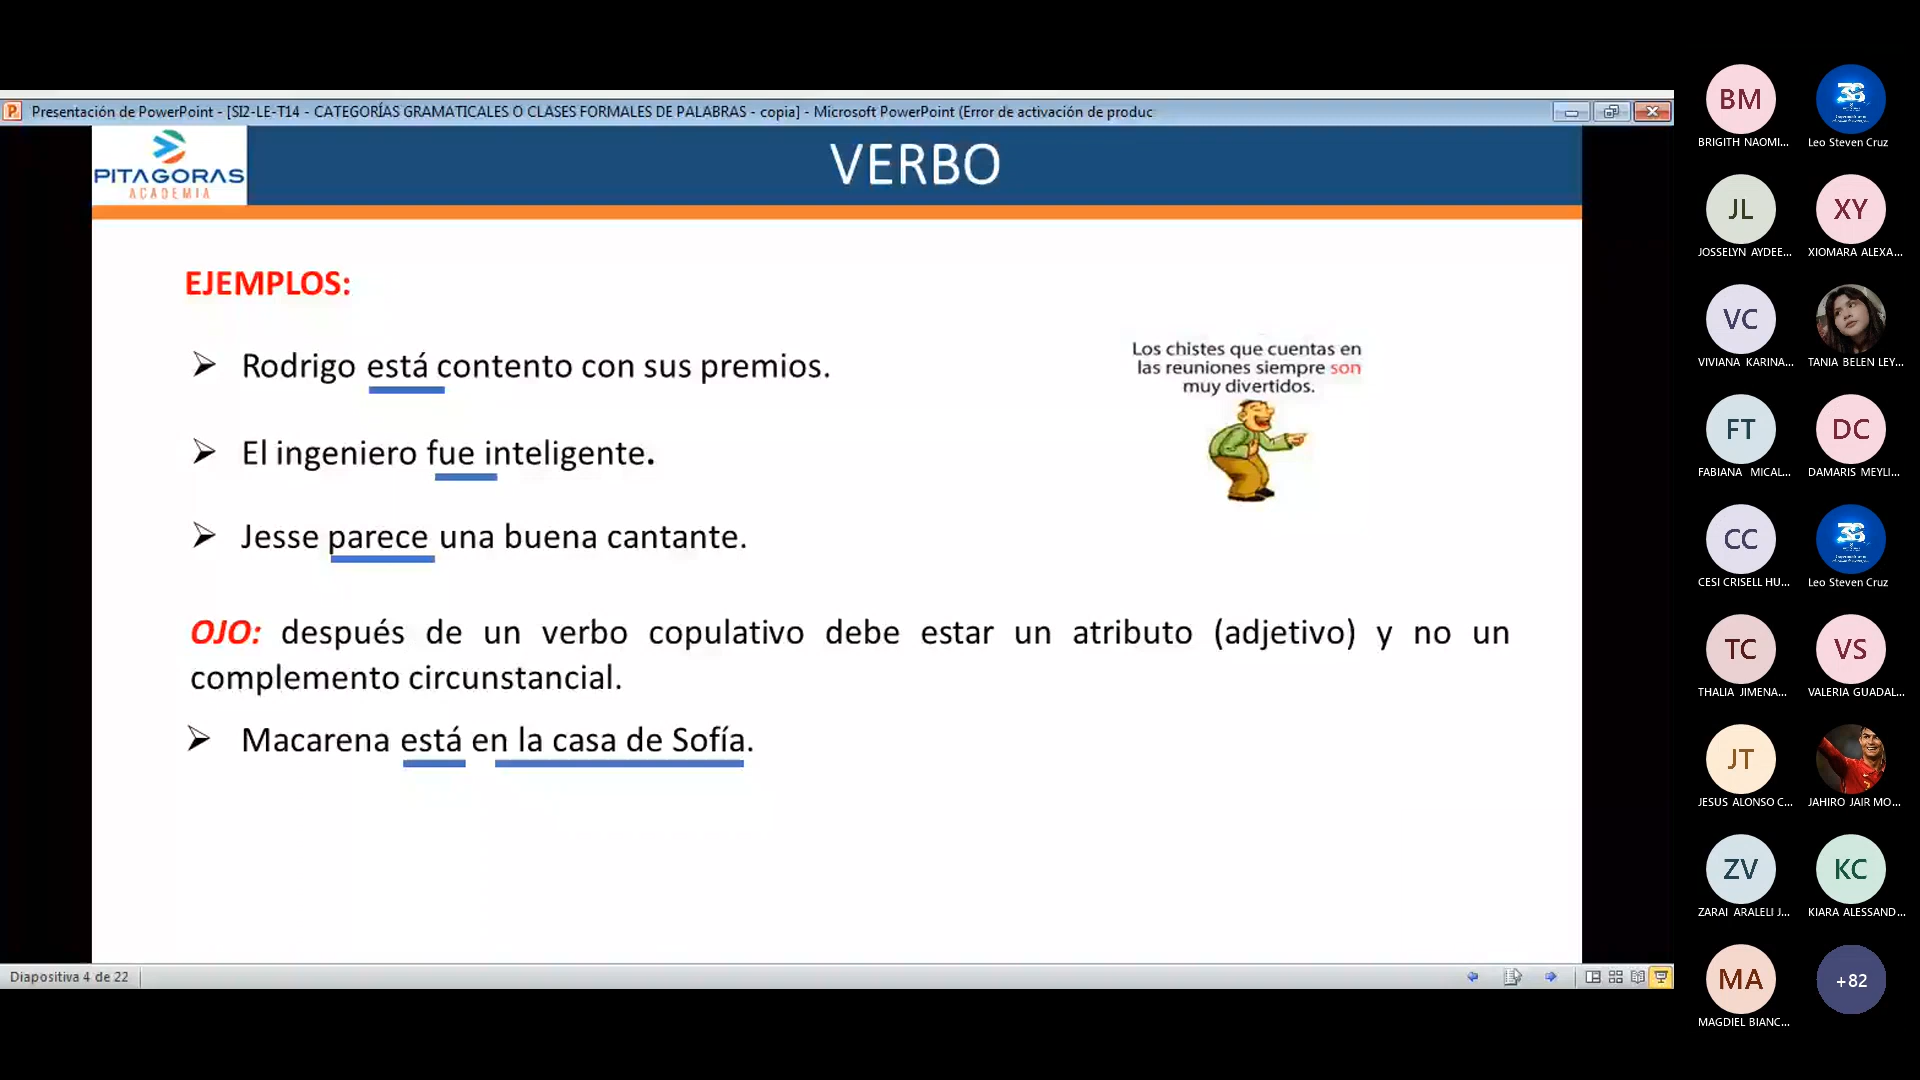 Presentación de PowerPoint - [SI2-LE-T14 - CATEGORÍAS GRAMATICALES O CLASES FORMALES DE PALABRAS - copia] - Microsoft PowerPoint (Error de activación de produc
PITAGORAS
ACADEMIA
VERBO
EJEMPLOS:
Rodrigo está contento con sus premios.
El ingeniero fue inteligente.
Jesse parece una buena cantante.
Los chistes que cuentas en
las reuniones siempre son
muy divertidos.
OJO: después de un verbo copulativo debe estar un atributo (adjetivo) y no un
complemento circunstancial.
Macarena está en la casa de Sofía.
Diapositiva 4 de 22
BM
BRIGITH NAOMI...
Leo Steven Cruz
JL
JOSSELYN AYDEE...
XY
XIOMARA ALEXA...
VC
VIVIANA KARINA...
TANIA BELEN LEY...
FT
FABIANA MICAL...
DC
DAMARIS MEYLI...
CC
CESI CRISELL HU...
Leo Steven Cruz
TC
THALIA JIMENA...
VS
VALERIA GUADAL...
JT
JESUS ALONSO C...
JAHIRO JAIR MO...
ZV
ZARAI ARALELI J...
KC
KIARA ALESSAND...
MA
MAGDIEL BIANC...
+82